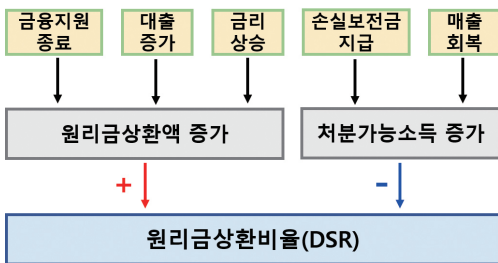 금융지원
종료
대출
증가
금리
상승
손실보전금
지급
매출
회복
원리금상환액 증가
처분가능소득 증가
+
-
원리금상환비율(DSR)